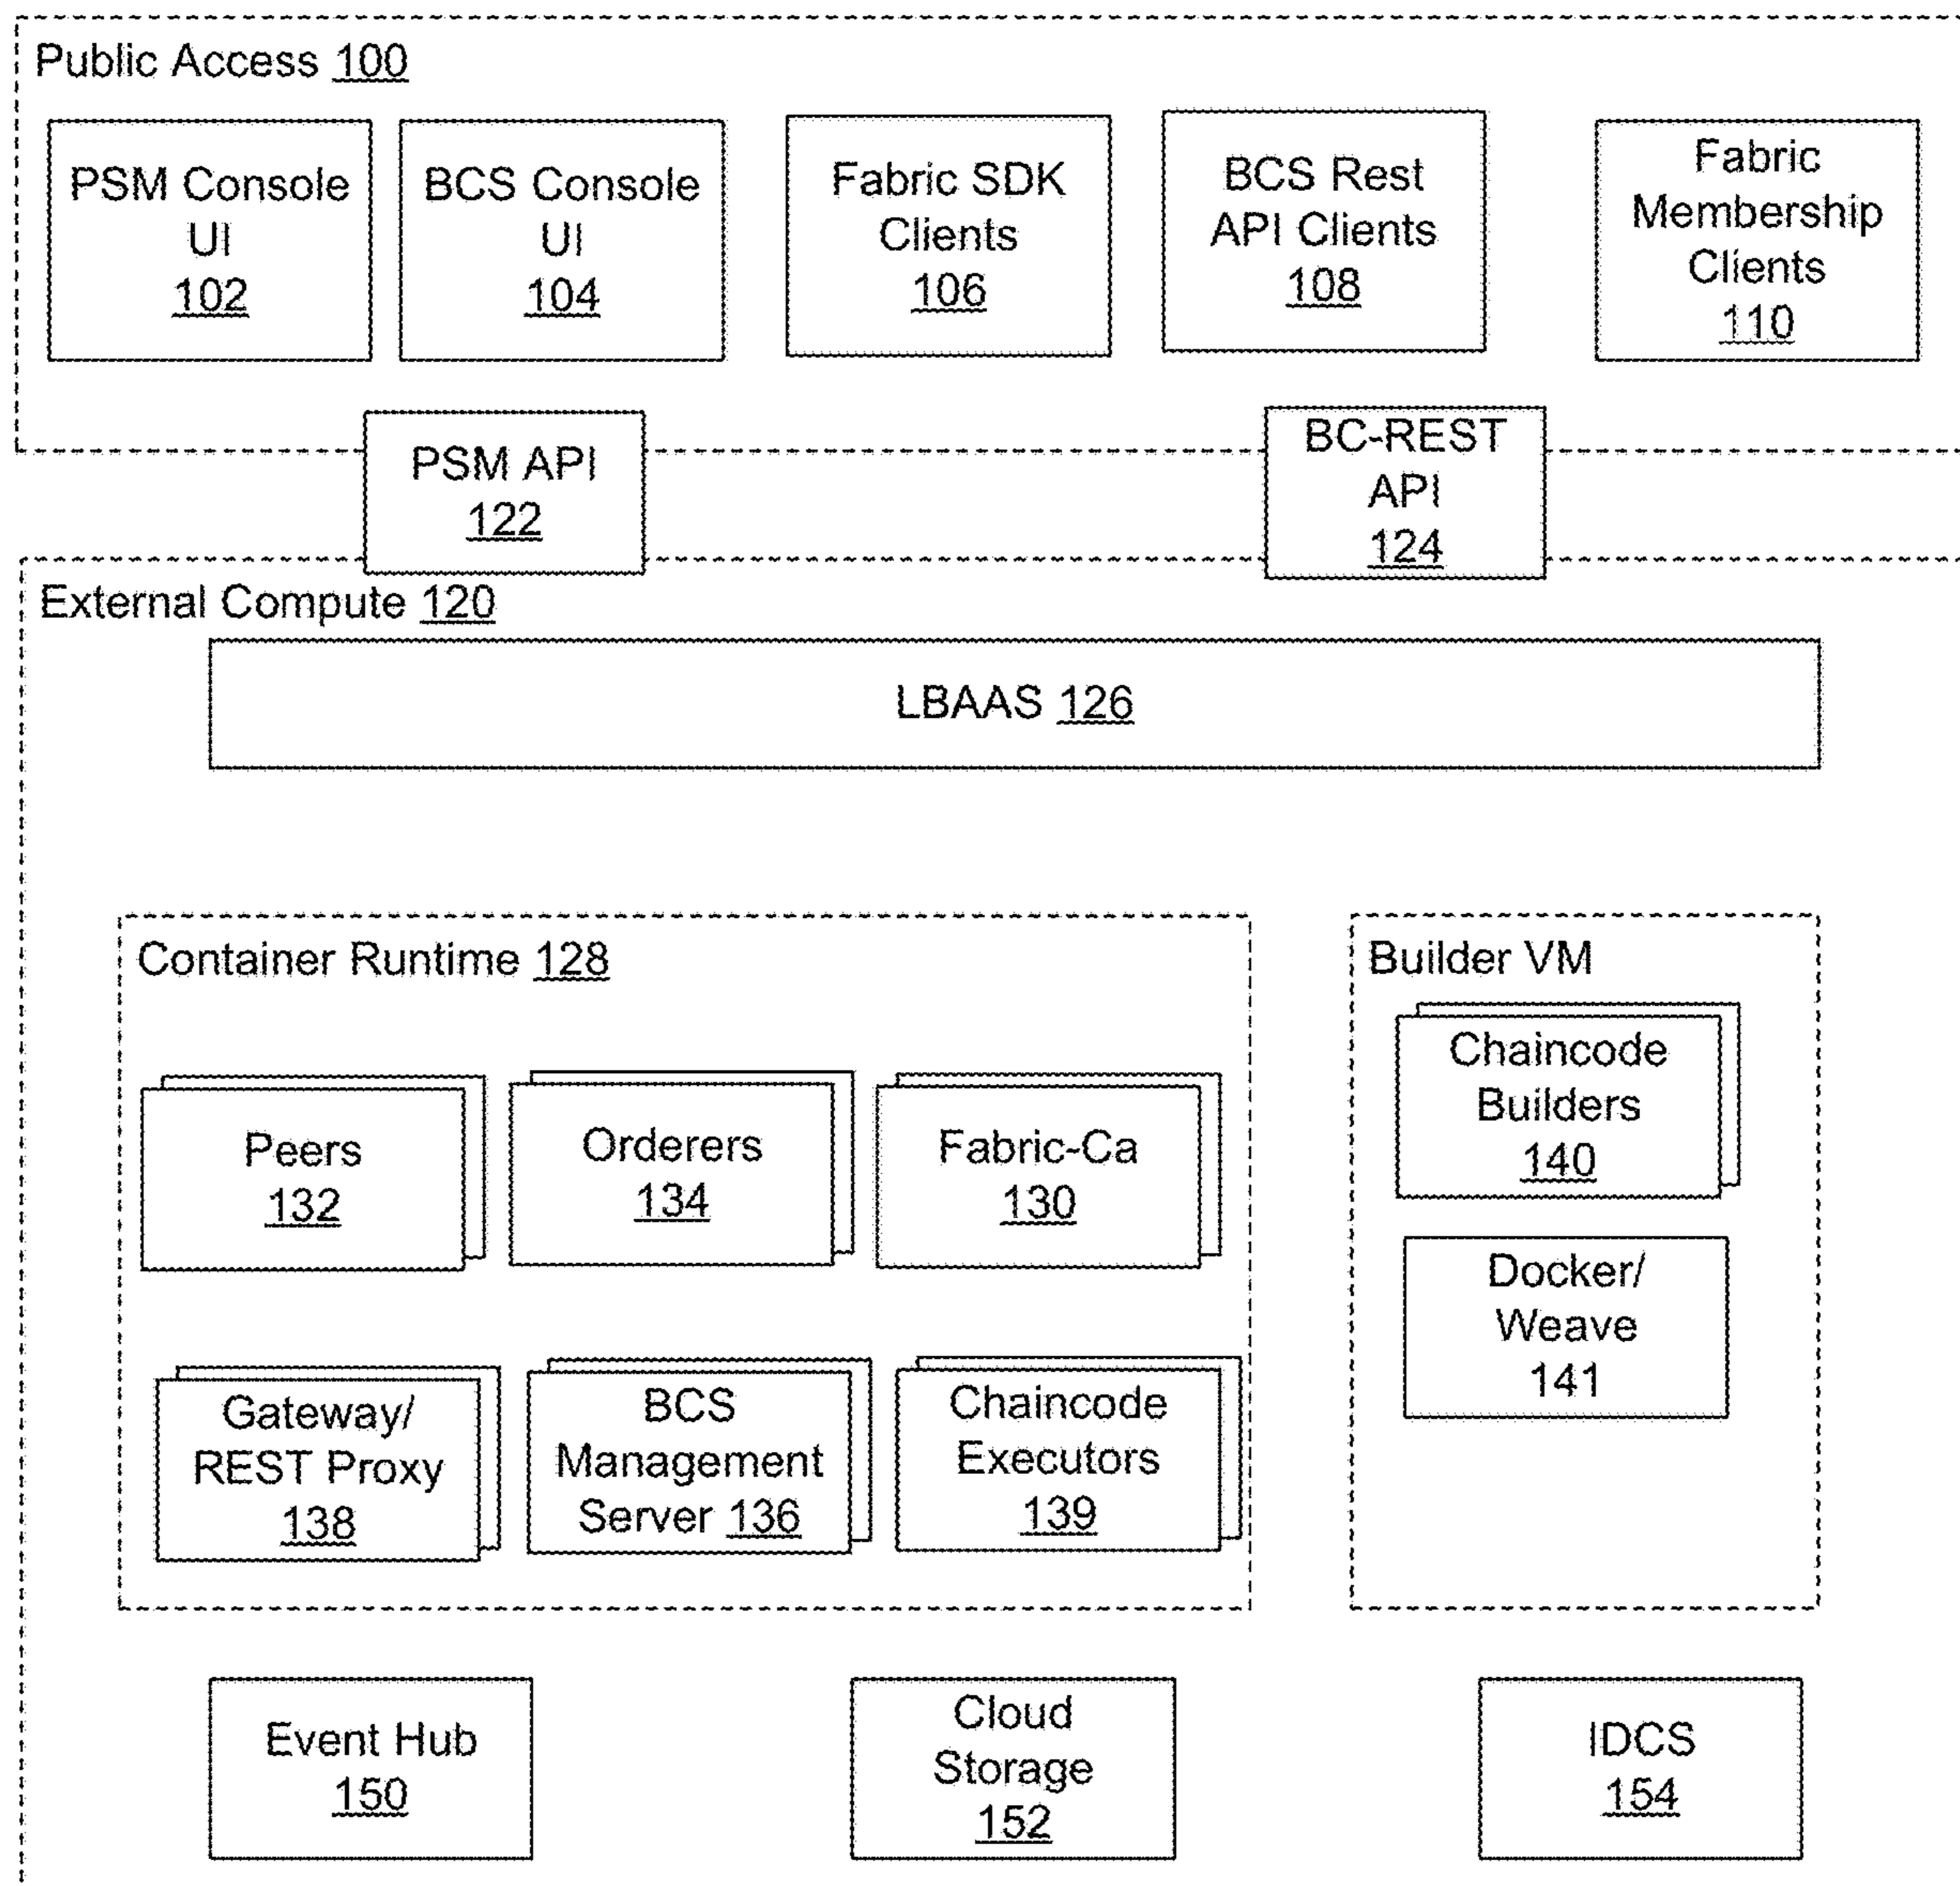 Public Access 100
PSM Console
UI
102
BCS Console
UI
104
Fabric SDK
Clients
106
BCS Rest
API Clients
108
Fabric
Membership
Clients
110
PSM API
122
BC-REST
API
124
External Compute 120
LBAAS 126
Container Runtime 128
Peers
132
Orderers
134
Fabric-Ca
130
Gateway/
REST Proxy
138
BCS
Management
Server 136
Chaincode
Executors
139
Builder VM
Chaincode
Builders
140
Docker/
Weave
141
Event Hub
150
Cloud
Storage
152
IDCS
154